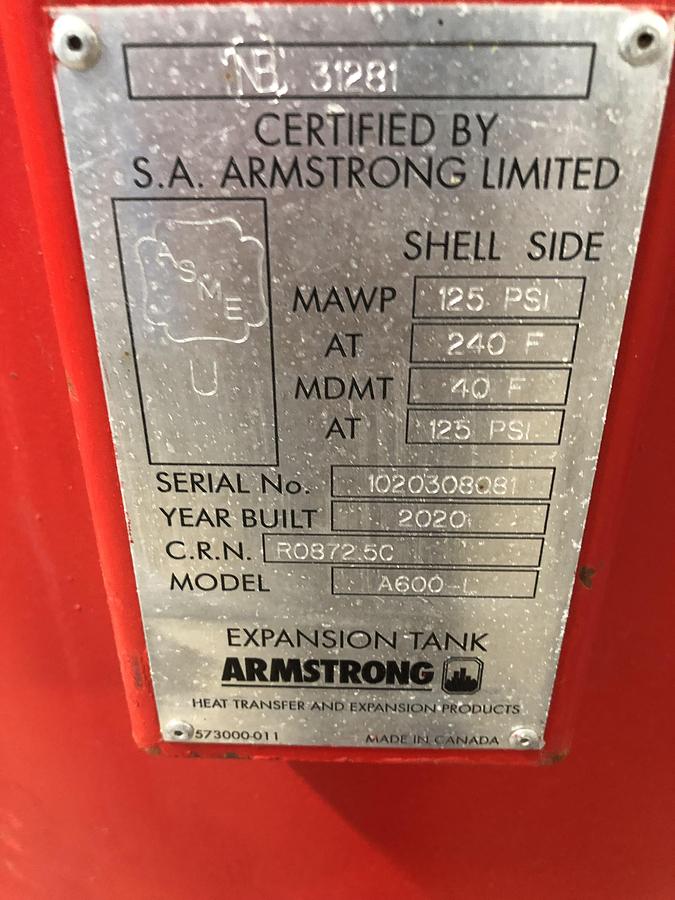 NB 31281
CERTIFIED BY
S.A. ARMSTRONG LIMITED
ASME
U
SHELL SIDE
MAWP 125 PSI
AT 240 F
MDMT 40 F
AT 125 PSI
SERIAL No. 1020308081
YEAR BUILT 2020
C.R.N. R0872.5C
MODEL A600-L
EXPANSION TANK
ARMSTRONG
HEAT TRANSFER AND EXPANSION PRODUCTS
573000-011 MADE IN CANADA